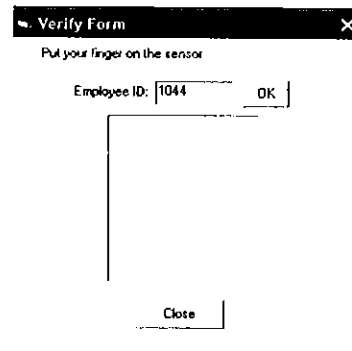 Verify Form
Put your finger on the sensor
Employee ID: 1044 OK
Close